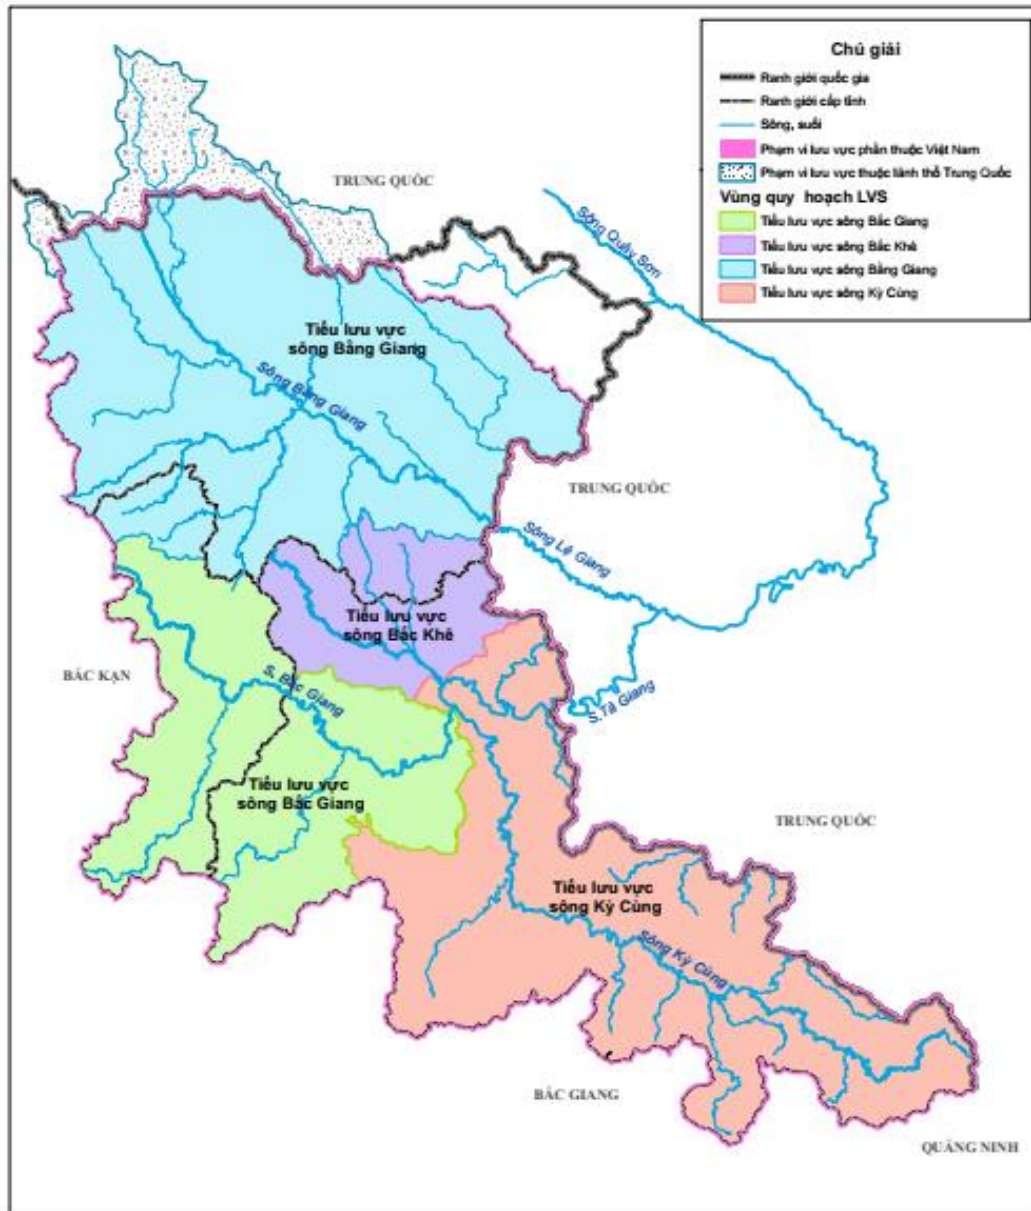 Chú giải
Ranh giới quốc gia
Ranh giới cấp tỉnh
Sông, suối
Phạm vi lưu vực phần thuộc Việt Nam
Phạm vi lưu vực thuộc lãnh thổ Trung Quốc
Vùng quy hoạch LVS
Tiểu lưu vực sông Bắc Giang
Tiểu lưu vực sông Bắc Khê
Tiểu lưu vực sông Bằng Giang
Tiểu lưu vực sông Kỳ Cùng
TRUNG QUỐC
Sông Quây Sơn
Tiểu lưu vực
sông Bằng Giang
Sông Bằng Giang
TRUNG QUỐC
Sông Lệ Giang
Tiểu lưu vực
sông Bắc Khê
BẮC KẠN
S. Bắc Giang
S.Tả Giang
Tiểu lưu vực
sông Bắc Giang
TRUNG QUỐC
Tiểu lưu vực
sông Kỳ Cùng
Sông Kỳ Cùng
BẮC GIANG
QUẢNG NINH